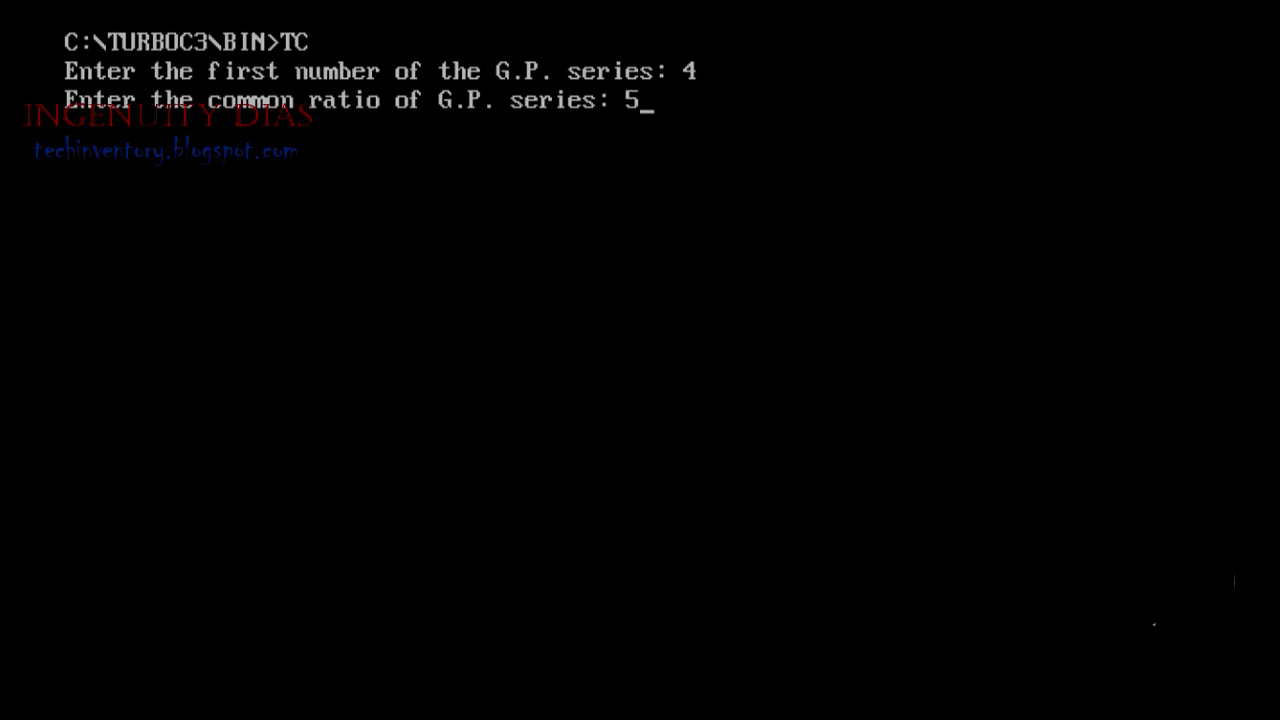 C:\TURBOC3\BIN>TC
Enter the first number of the G.P. series: 4
Enter the common ratio of G.P. series: 5_
INGENUITY DIAS
techinventory.blogspot.com